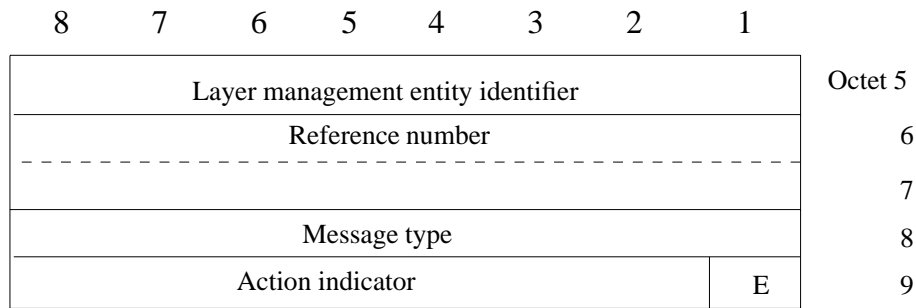 8 7 6 5 4 3 2 1
Layer management entity identifier Octet 5
Reference number 6
7
Message type 8
Action indicator E 9